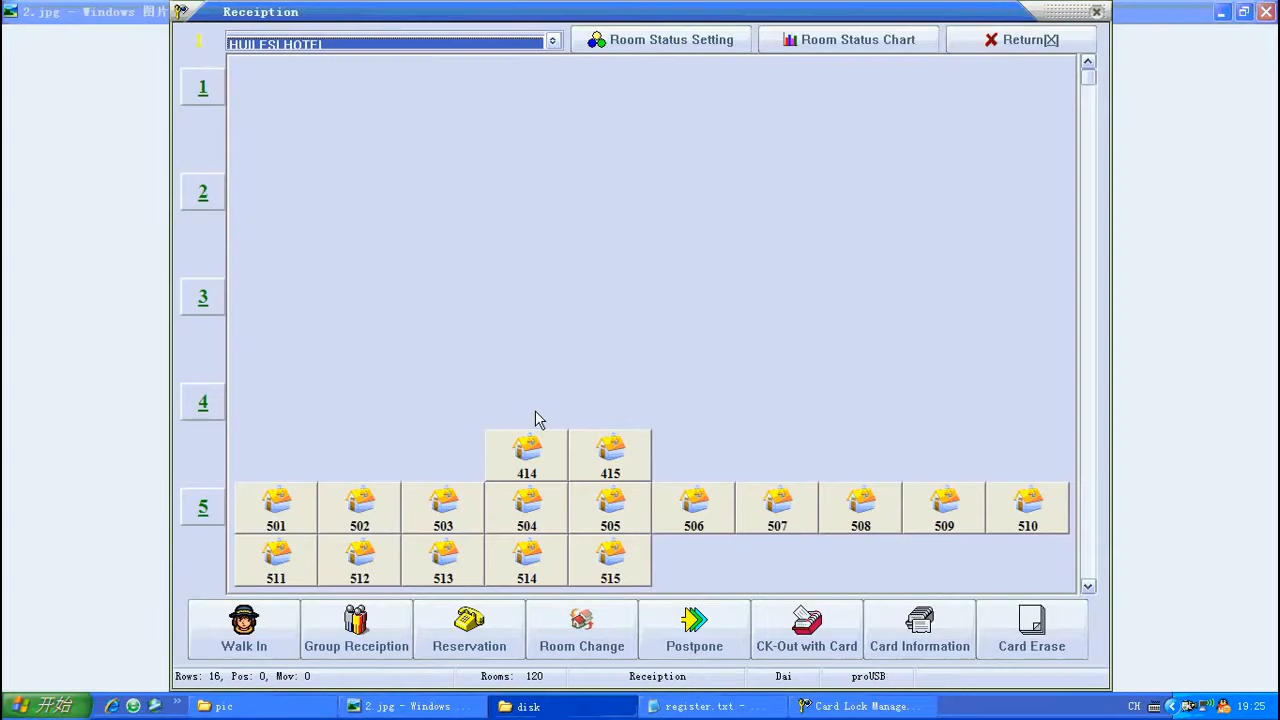 2.jpg - Windows 图片
Receiption
1
HUILESI HOTEL
Room Status Setting
Room Status Chart
Return[X]
1
2
3
4
414 415
5
501 502 503 504 505 506 507 508 509 510
511 512 513 514 515
Walk In
Group Receiption
Reservation
Room Change
Postpone
CK-Out with Card
Card Information
Card Erase
Rows: 16, Pos: 0, Mov: 0
Rooms: 120
Receiption
Dai
proUSB
开始
pic
2.jpg - Windows ...
disk
register.txt - ...
Card Lock Manage...
CH
19:25